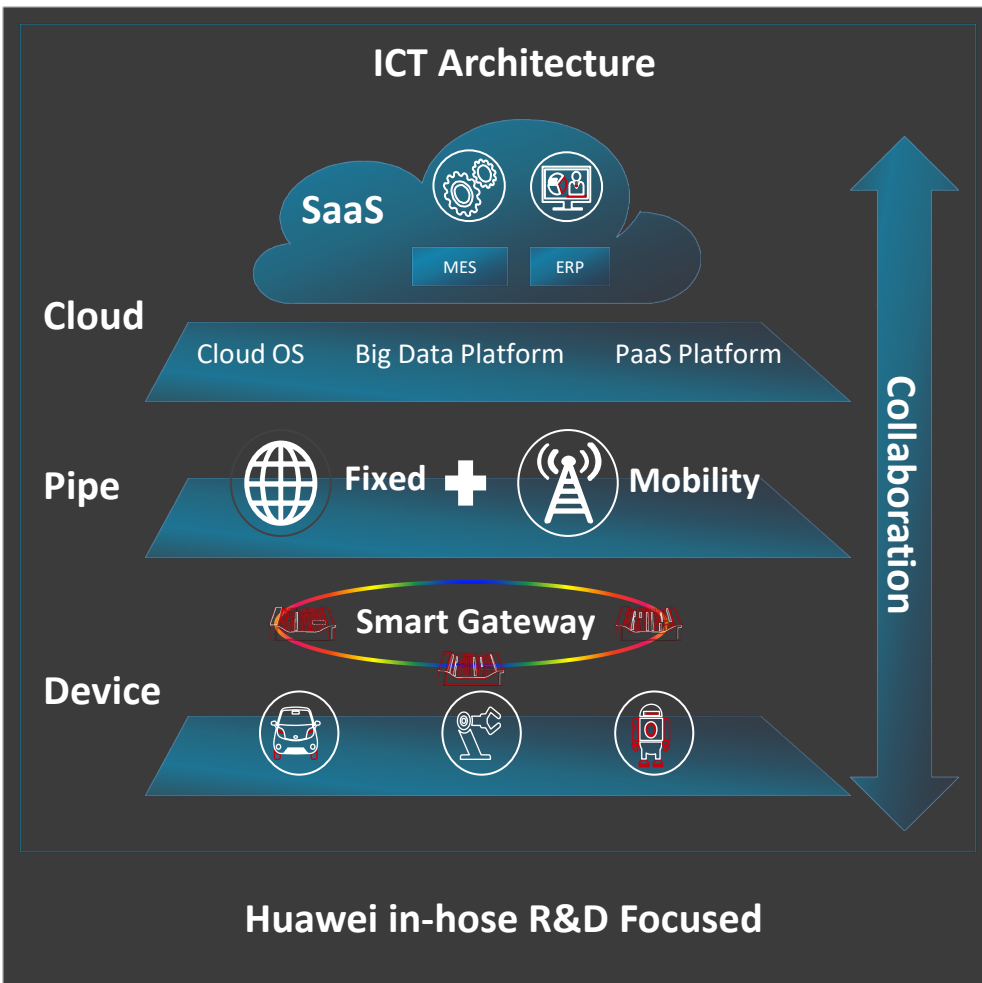 ICT Architecture
SaaS
MES
ERP
Cloud
Cloud OS
Big Data Platform
PaaS Platform
Pipe
Fixed
Mobility
Collaboration
Smart Gateway
Device
Huawei in-hose R&D Focused